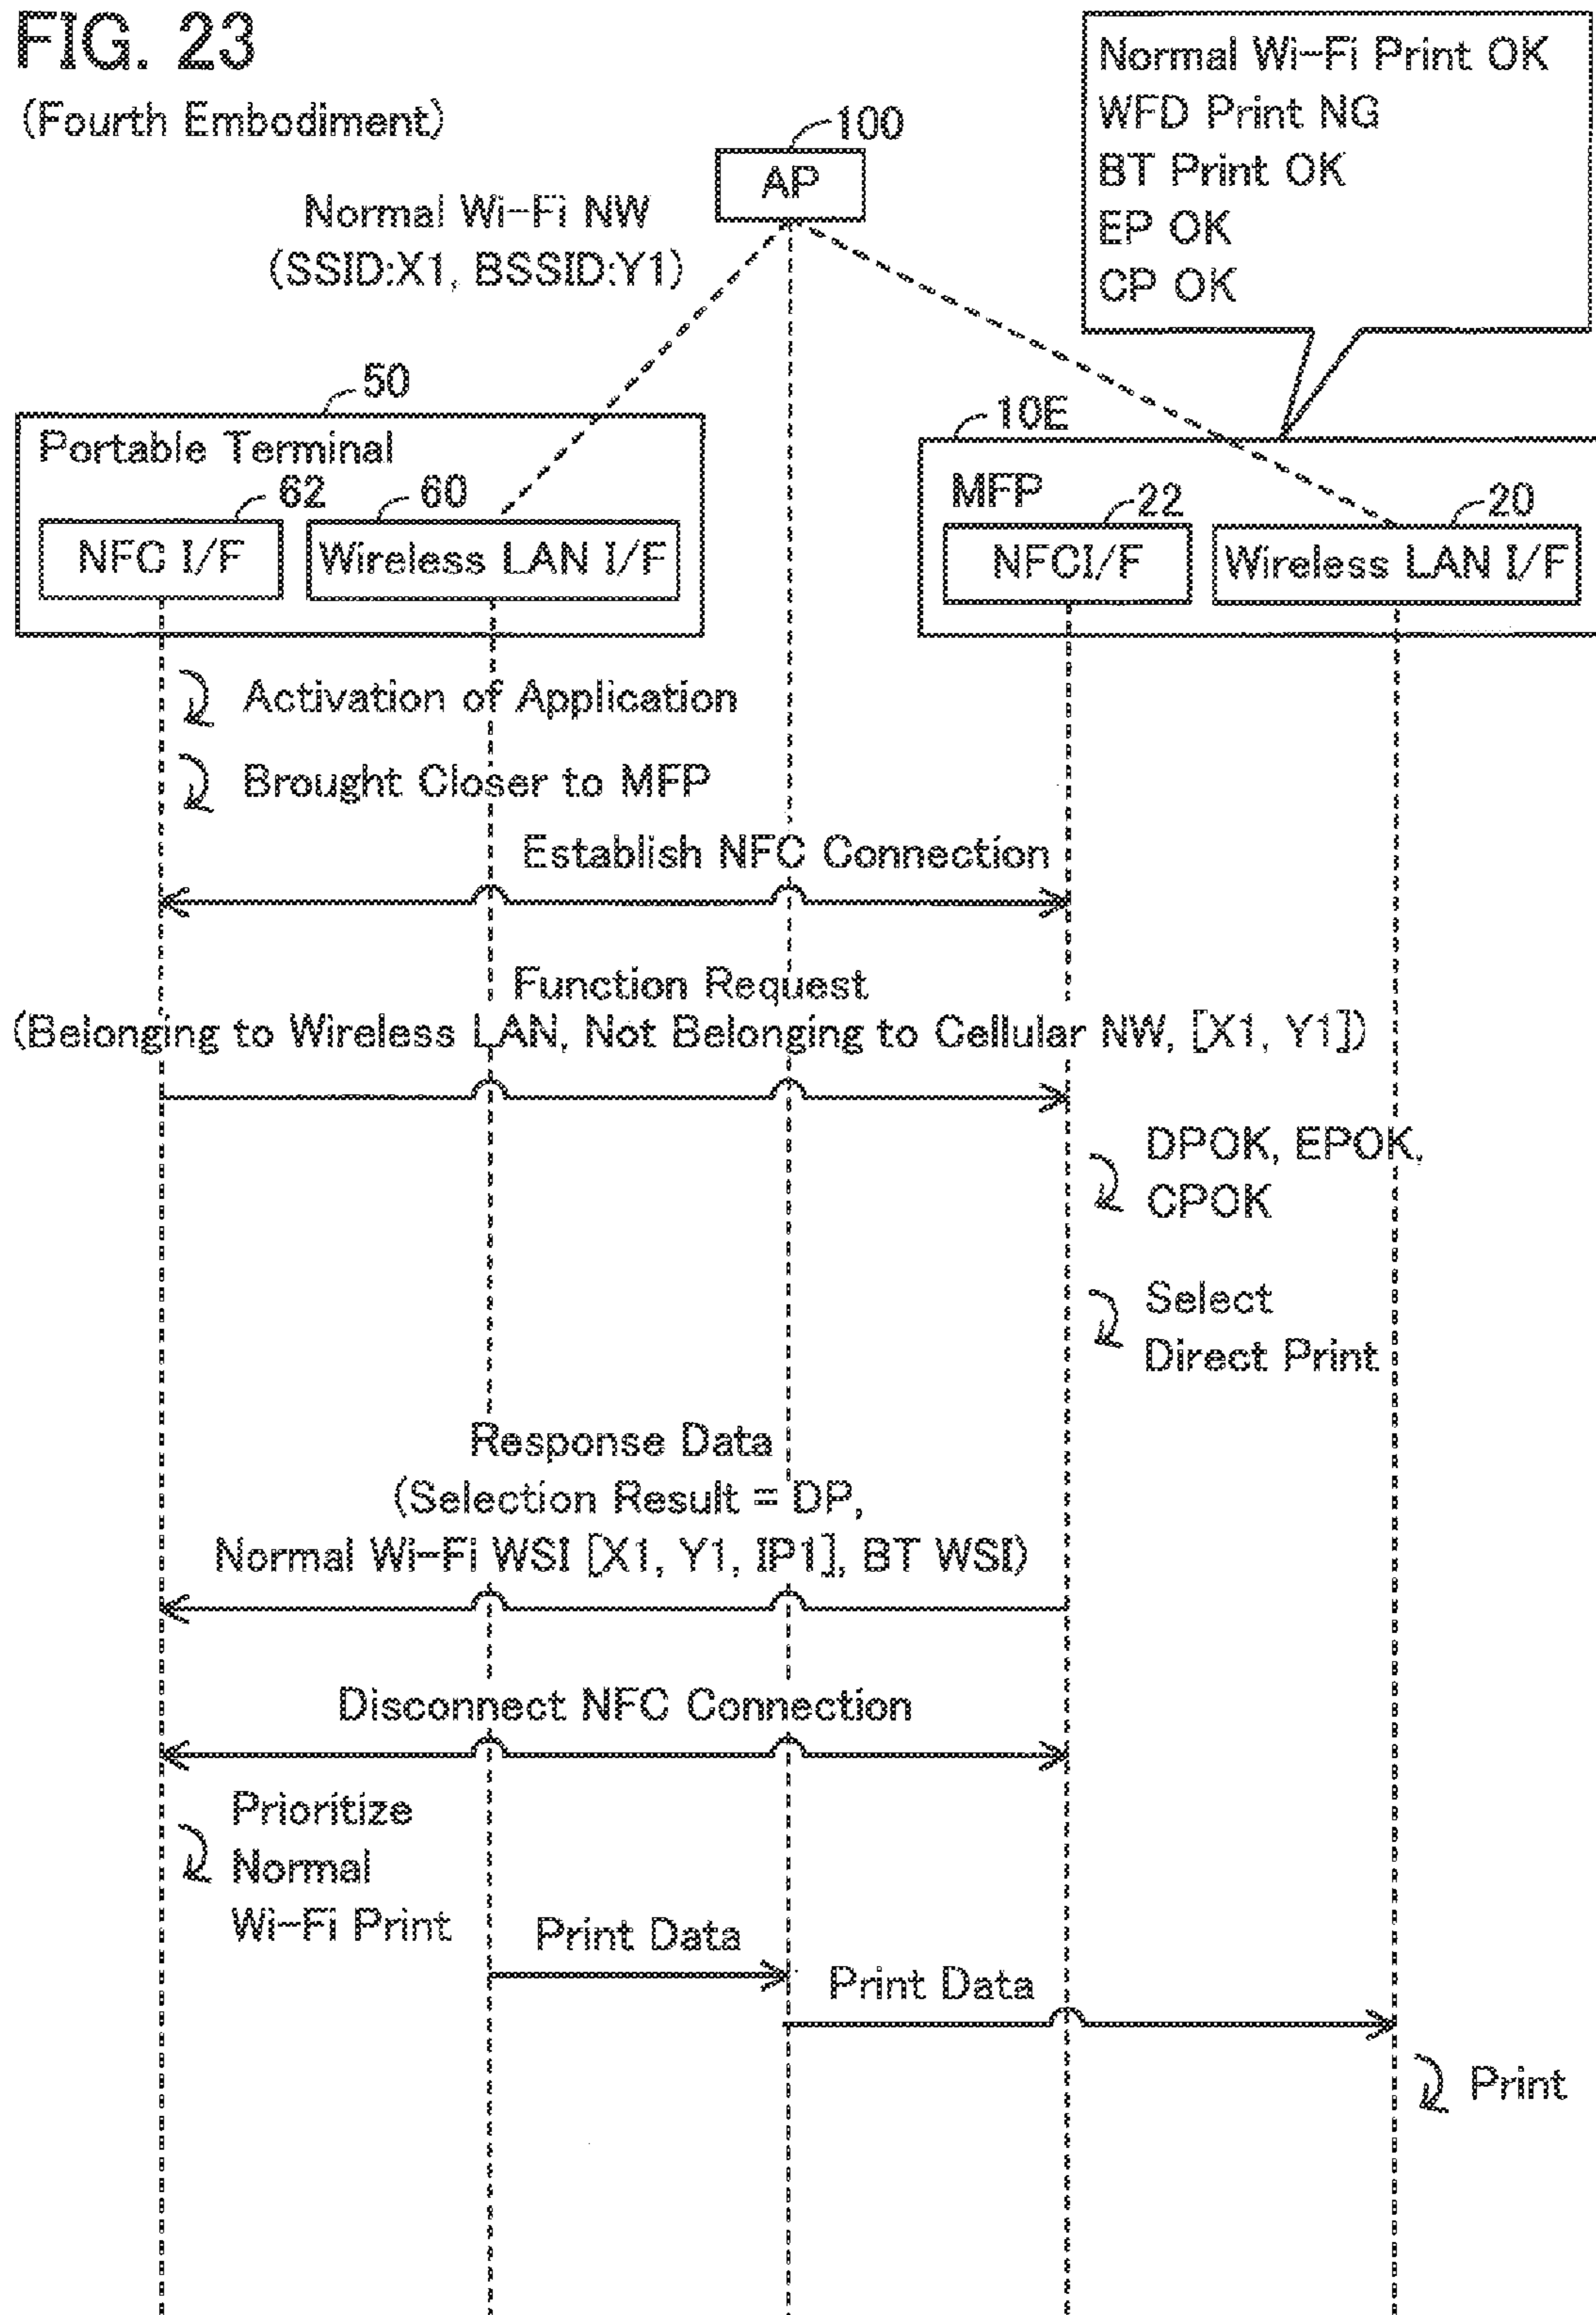 FIG. 23
(Fourth Embodiment)
Normal Wi-Fi Print OK
WFD Print NG
BT Print OK
EP OK
CP OK
100
AP
Normal Wi-Fi NW
(SSID:X1, BSSID:Y1)
50
Portable Terminal
62
60
NFC I/F
Wireless LAN I/F
10E
MFP
22
20
NFCI/F
Wireless LAN I/F
Activation of Application
Brought Closer to MFP
Establish NFC Connection
Function Request
(Belonging to Wireless LAN, Not Belonging to Cellular NW, [X1, Y1])
DPOK, EPOK,
CPOK
Select
Direct Print
Response Data
(Selection Result = DP,
Normal Wi-Fi WSI [X1, Y1, IP1], BT WSI)
Disconnect NFC Connection
Prioritize
Normal
Wi-Fi Print
Print Data
Print Data
Print